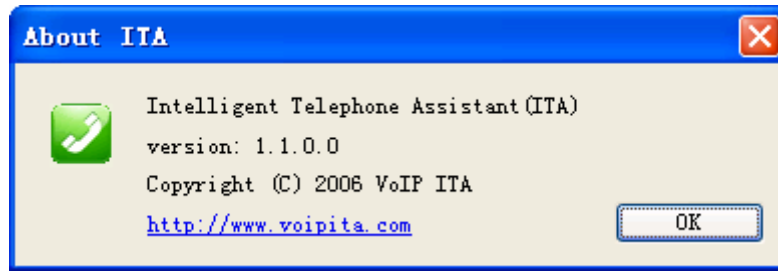 About ITA
Intelligent Telephone Assistant(ITA)
version: 1.1.0.0
Copyright (C) 2006 VoIP ITA
http://www.voipita.com
OK